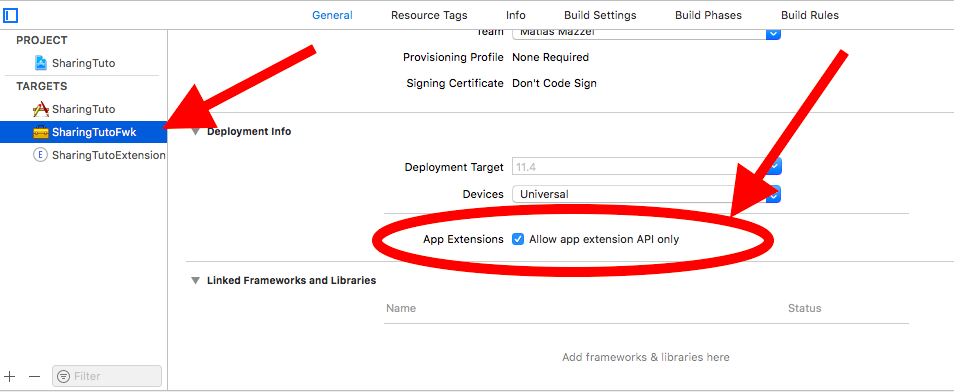 General Resource Tags Info Build Settings Build Phases Build Rules
PROJECT
SharingTuto
TARGETS
SharingTuto
SharingTutoFwk
E SharingTutoExtension
Filter
Team Matias Mazzei
Provisioning Profile None Required
Signing Certificate Don't Code Sign
Deployment Info
Deployment Target 11.4
Devices Universal
App Extensions Allow app extension API only
Linked Frameworks and Libraries
Name Status
Add frameworks & libraries here